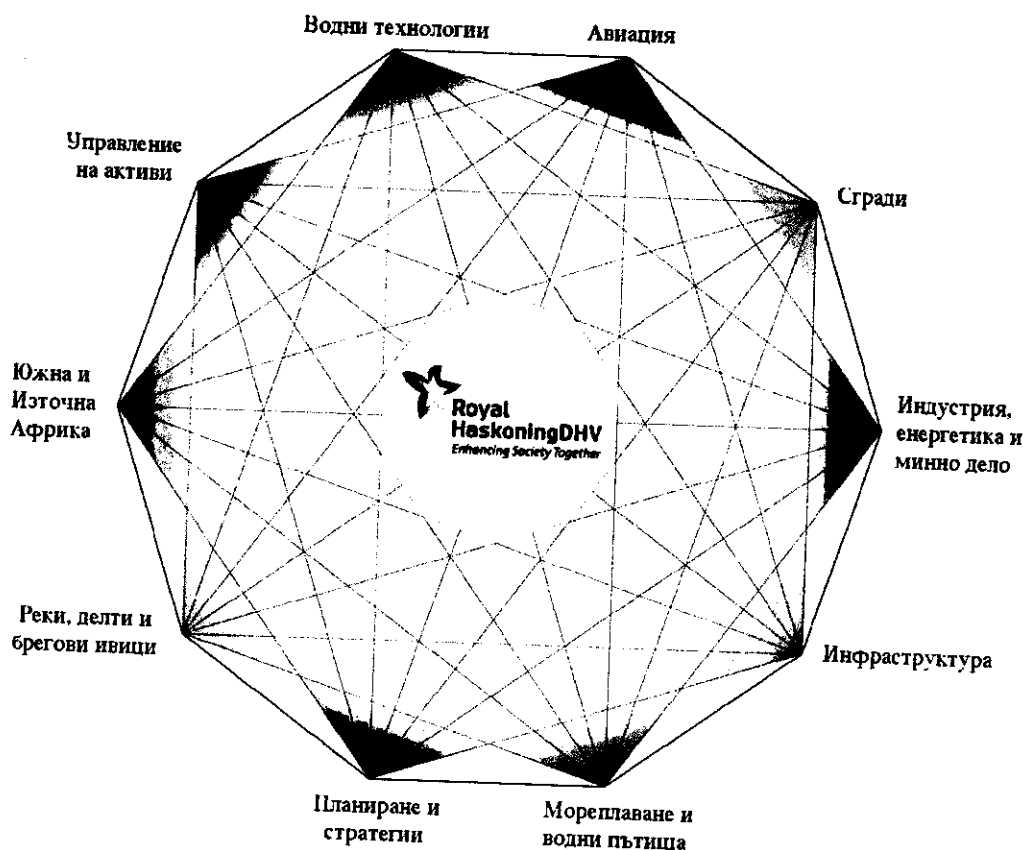 Водни технологии
Авиация
Управление
на активи
Сгради
Южна и
Източна
Африка
Royal
HaskoningDHV
Enhancing Society Together
Индустрия,
енергетика и
минно дело
Реки, делти и
брегови ивици
Инфраструктура
Планиране и
стратегии
Мореплаване и
водни пътища